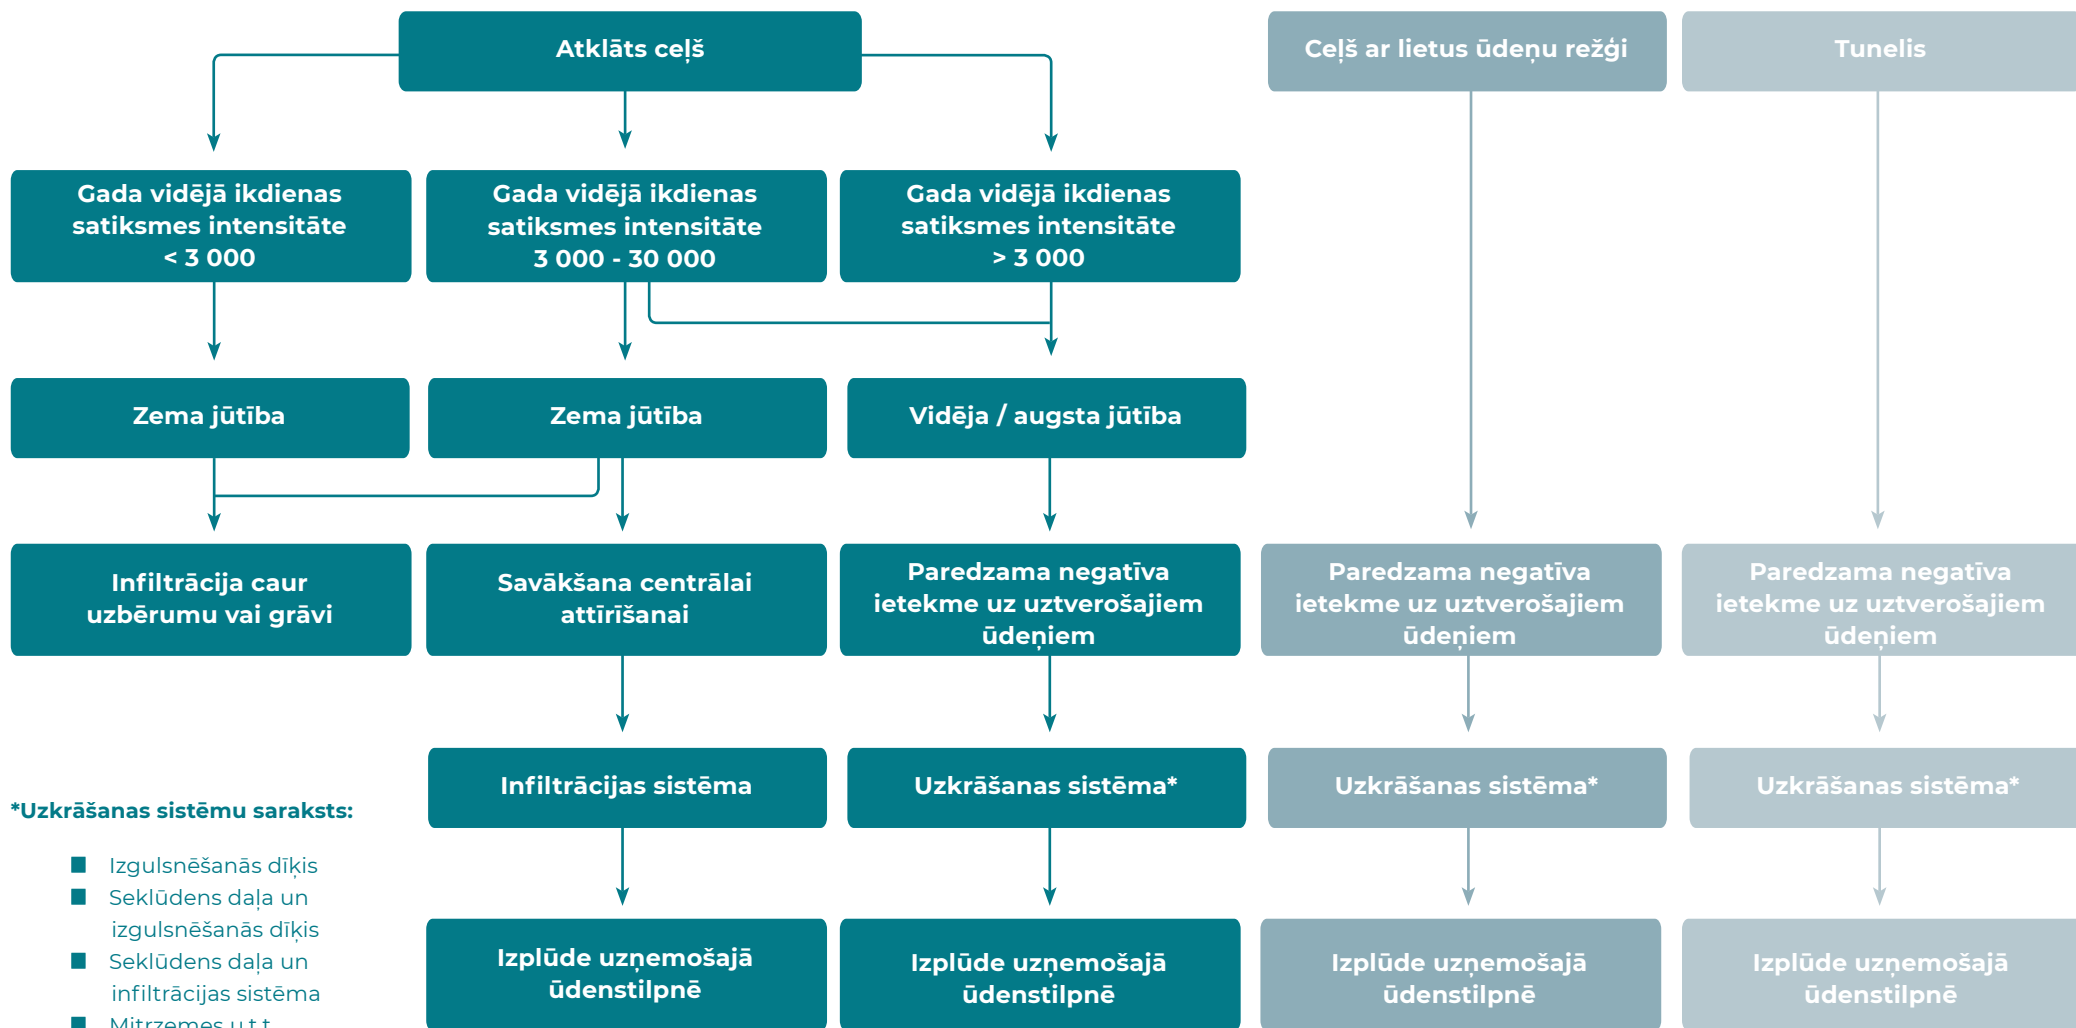 Atklāts ceļš
Ceļš ar lietus ūdeņu režģi
Tunelis
Gada vidējā ikdienas
satiksmes intensitāte
< 3 000
Gada vidējā ikdienas
satiksmes intensitāte
3 000 - 30 000
Gada vidējā ikdienas
satiksmes intensitāte
> 3 000
Zema jūtība
Zema jūtība
Vidēja / augsta jūtība
Infiltrācija caur
uzbērumu vai grāvi
Savākšana centrālai
attīrīšanai
Paredzama negatīva
ietekme uz uztverošajiem
ūdeņiem
Paredzama negatīva
ietekme uz uztverošajiem
ūdeņiem
Paredzama negatīva
ietekme uz uztverošajiem
ūdeņiem
Infiltrācijas sistēma
Uzkrāšanas sistēma*
Uzkrāšanas sistēma*
Uzkrāšanas sistēma*
*Uzkrāšanas sistēmu saraksts:
Izgulsnēšanās dīķis
Seklūdens daļa un
izgulsnēšanās dīķis
Seklūdens daļa un
infiltrācijas sistēma
Mitrzemes u.t.t.
Izplūde uzņemošajā
ūdenstilpnē
Izplūde uzņemošajā
ūdenstilpnē
Izplūde uzņemošajā
ūdenstilpnē
Izplūde uzņemošajā
ūdenstilpnē